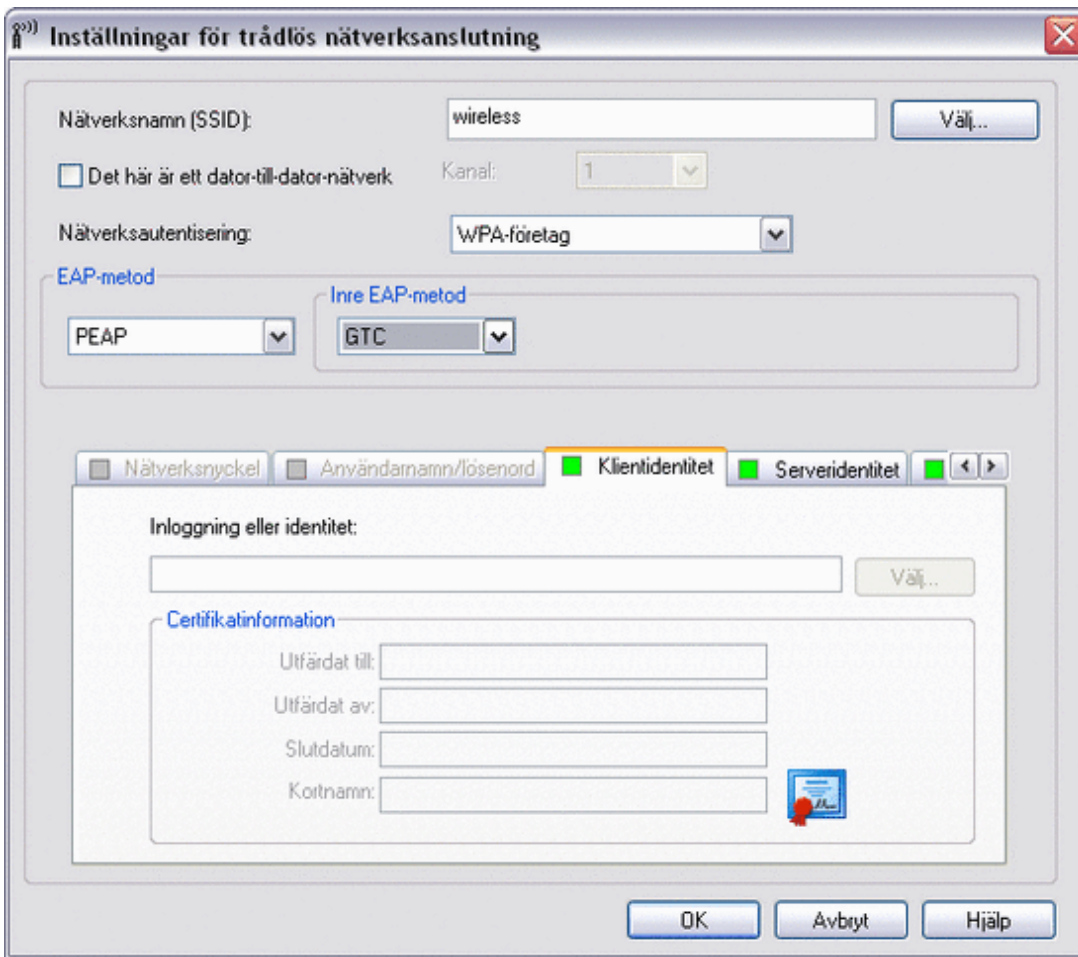 Inställningar för trådlös nätverksanslutning
Nätverksnamn (SSID): wireless Välj...
Det här är ett dator-till-dator-nätverk Kanal: 1
Nätverksautentisering: WPA-företag
EAP-metod
Inre EAP-metod
PEAP GTC
Nätverksnyckel Användarnamn/lösenord Klientidentitet Serveridentitet
Inloggning eller identitet:
Välj...
Certifikatinformation
Utfärdat till:
Utfärdat av:
Slutdatum:
Kortnamn:
OK Avbryt Hjälp